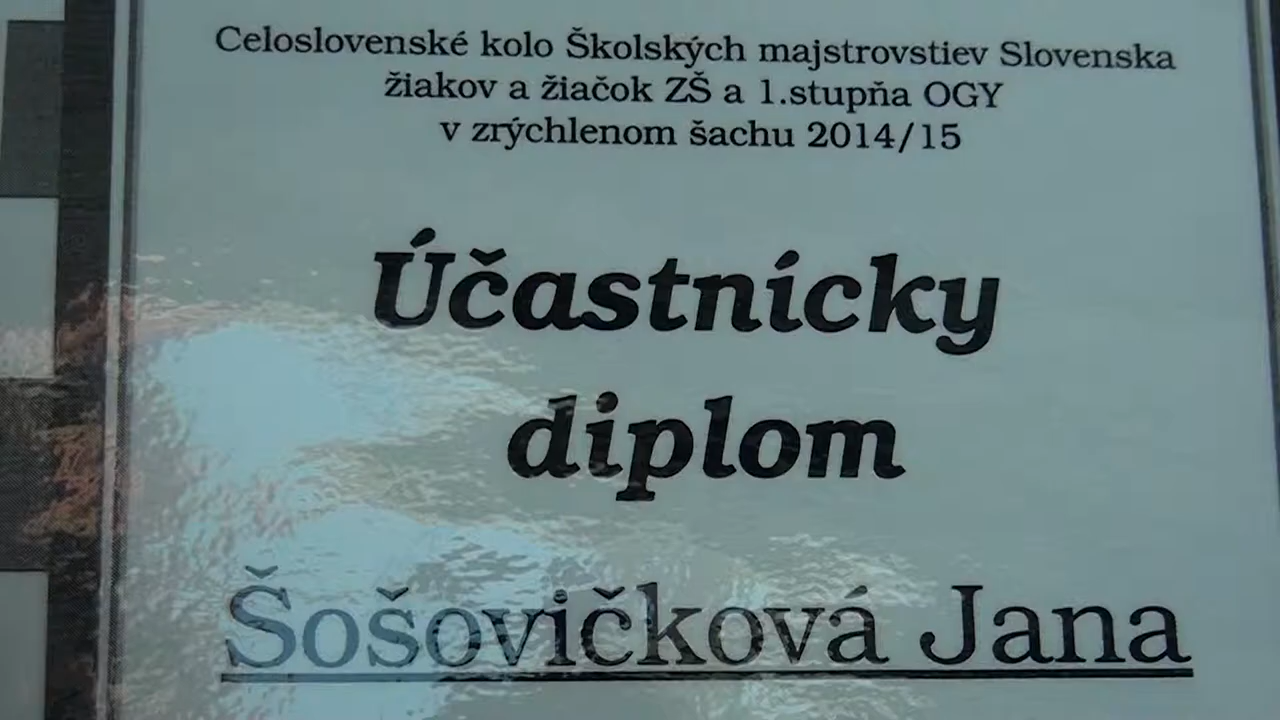 Celoslovenské kolo Školských majstrovstiev Slovenska
žiakov a žiačok ZŠ a 1.stupňa OGY
v zrýchlenom šachu 2014/15
Účastnícky
diplom
Šošovičková Jana